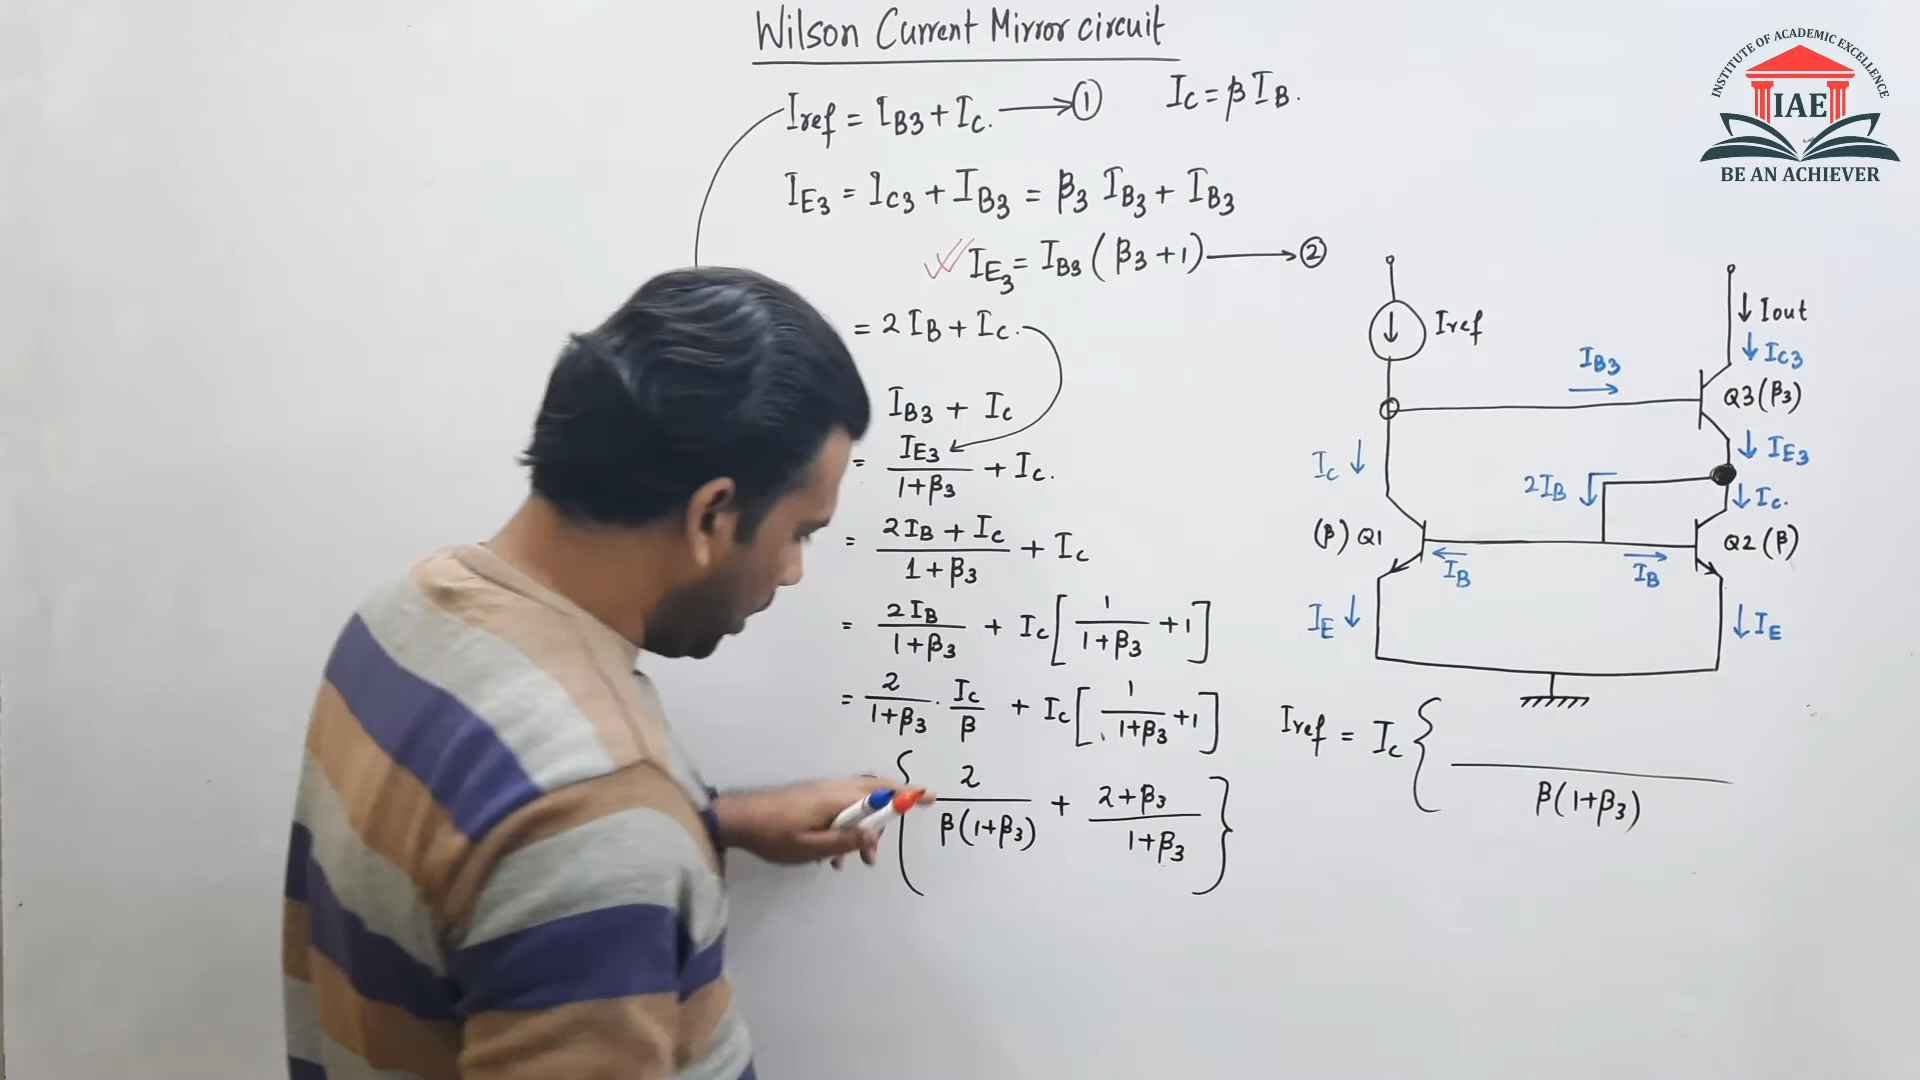 Wilson Current Mirror circuit
Iref = IB3 + Ic. → ①
Ic = β IB.
IE3 = Ic3 + IB3 = β3 IB3 + IB3
IE3 = IB3 (β3 + 1) → ②
= 2 IB + Ic.
IB3 + Ic
= IE3 / 1+β3 + Ic.
= 2IB + Ic / 1+β3 + Ic
= 2IB / 1+β3 + Ic [ 1 / 1+β3 + 1 ]
= 2 / 1+β3 · Ic / β + Ic [ 1 / 1+β3 + 1 ]
{ 2 / β(1+β3) + 2+β3 / 1+β3 }
Iref = Ic { / β(1+β3)
Iref
Iout
IC3
IB3
Q3 (β3)
IE3
Ic
2IB
Ic.
(β) Q1
Q2 (β)
IB
IB
IE
IE
INSTITUTE OF ACADEMIC EXCELLENCE
IAE
BE AN ACHIEVER